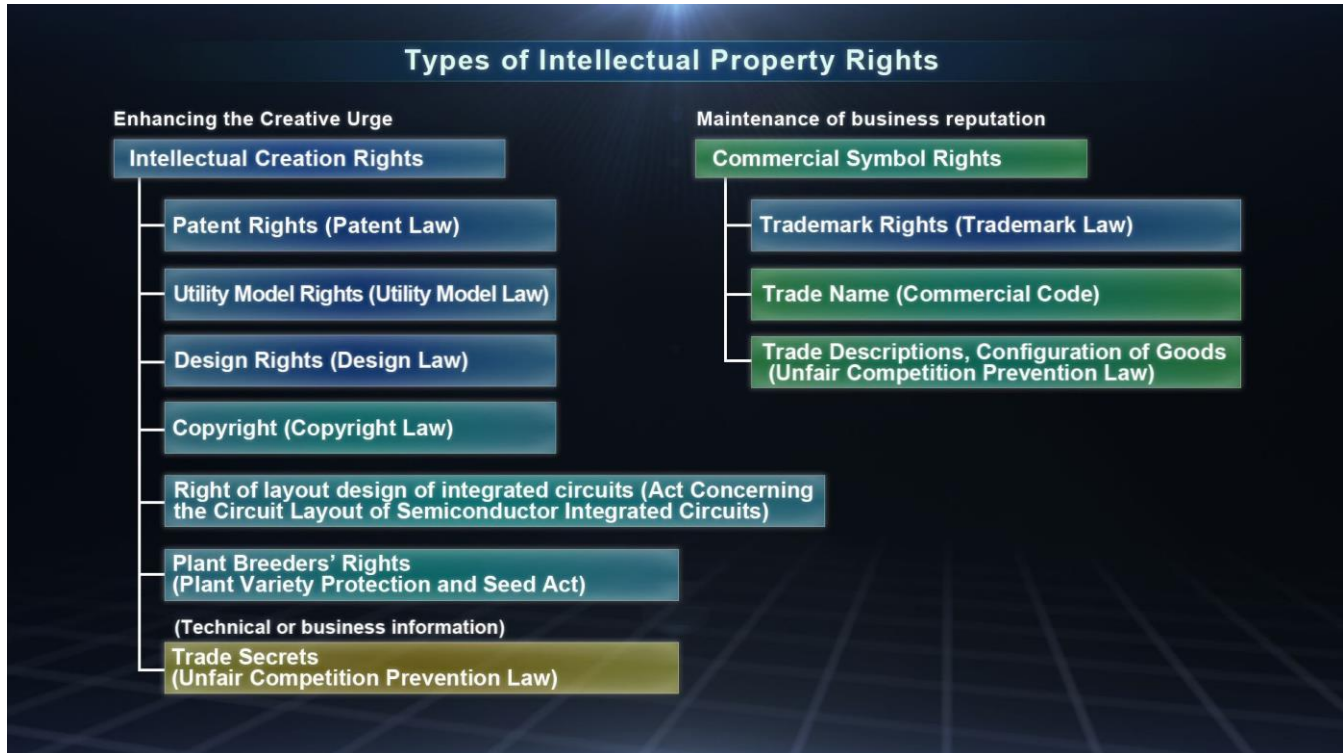 Types of Intellectual Property Rights
Enhancing the Creative Urge
Intellectual Creation Rights
Patent Rights (Patent Law)
Utility Model Rights (Utility Model Law)
Design Rights (Design Law)
Copyright (Copyright Law)
Right of layout design of integrated circuits (Act Concerning
the Circuit Layout of Semiconductor Integrated Circuits)
Plant Breeders’ Rights
(Plant Variety Protection and Seed Act)
(Technical or business information)
Trade Secrets
(Unfair Competition Prevention Law)
Maintenance of business reputation
Commercial Symbol Rights
Trademark Rights (Trademark Law)
Trade Name (Commercial Code)
Trade Descriptions, Configuration of Goods
(Unfair Competition Prevention Law)